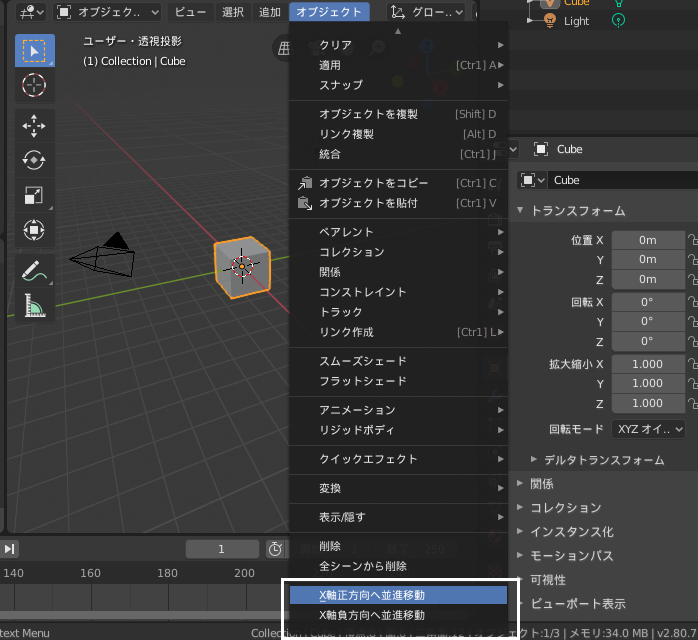 オブジェク..
ビュー
選択
追加
オブジェクト
グロー..
ユーザー・透視投影
(1) Collection | Cube
クリア
適用 [Ctrl] A
スナップ
オブジェクトを複製 [Shift] D
リンク複製 [Alt] D
統合 [Ctrl] J
オブジェクトをコピー [Ctrl] C
オブジェクトを貼付 [Ctrl] V
ペアレント
コレクション
関係
コンストレイント
トラック
リンク作成 [Ctrl] L
スムーズシェード
フラットシェード
アニメーション
リジッドボディ
クイックエフェクト
変換
表示/隠す
削除
全シーンから削除
X軸正方向へ並進移動
X軸負方向へ並進移動
1
140 160 180 200
Cube
Light
Cube
Cube
トランスフォーム
位置 X 0m
Y 0m
Z 0m
回転 X 0°
Y 0°
Z 0°
拡大縮小 X 1.000
Y 1.000
Z 1.000
回転モード XYZ オイ..
デルタトランスフォーム
関係
コレクション
インスタンス化
モーションパス
可視性
ビューポート表示
text Menu
クト:1/3 | メモリ:34.0 MB | v2.80.7